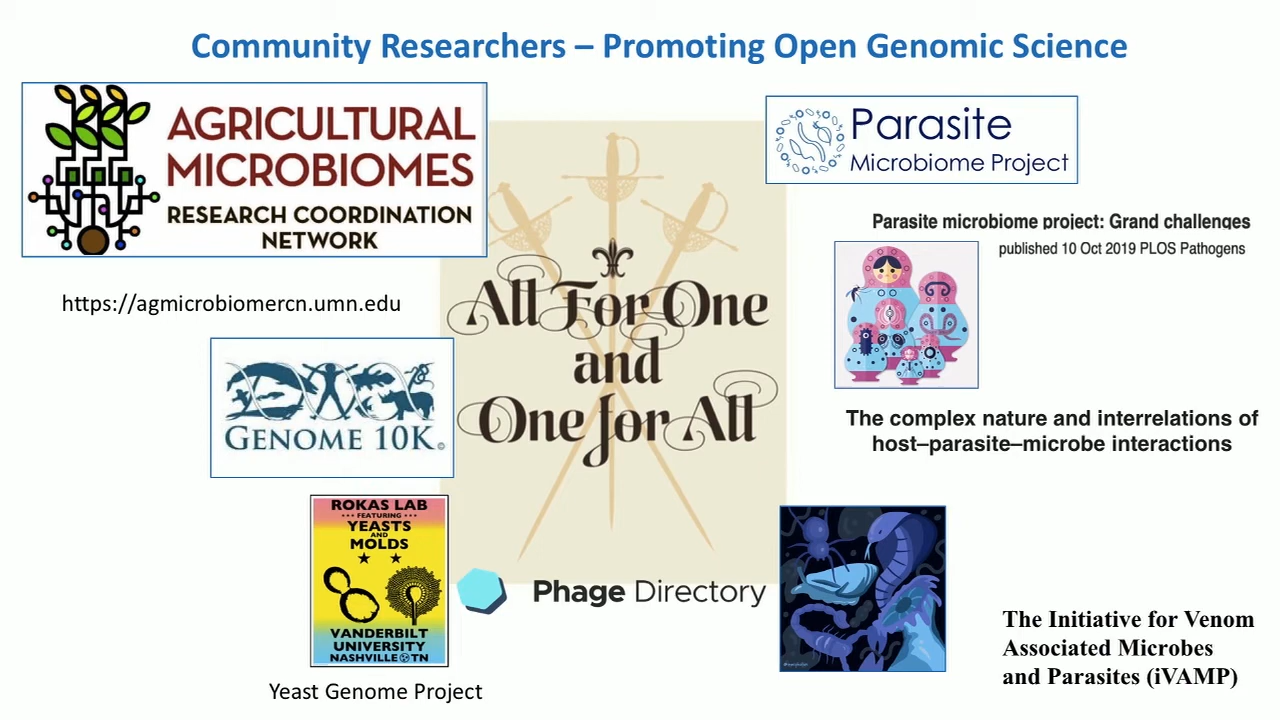 Community Researchers – Promoting Open Genomic Science
AGRICULTURAL
MICROBIOMES
RESEARCH COORDINATION
NETWORK
https://agmicrobiomercn.umn.edu
GENOME 10K
ROKAS LAB
FEATURING
YEASTS
AND
MOLDS
VANDERBILT
UNIVERSITY
NASHVILLE TN
Yeast Genome Project
All For One
and
One for All
Phage Directory
Parasite
Microbiome Project
Parasite microbiome project: Grand challenges
published 10 Oct 2019 PLOS Pathogens
The complex nature and interrelations of
host–parasite–microbe interactions
The Initiative for Venom
Associated Microbes
and Parasites (iVAMP)